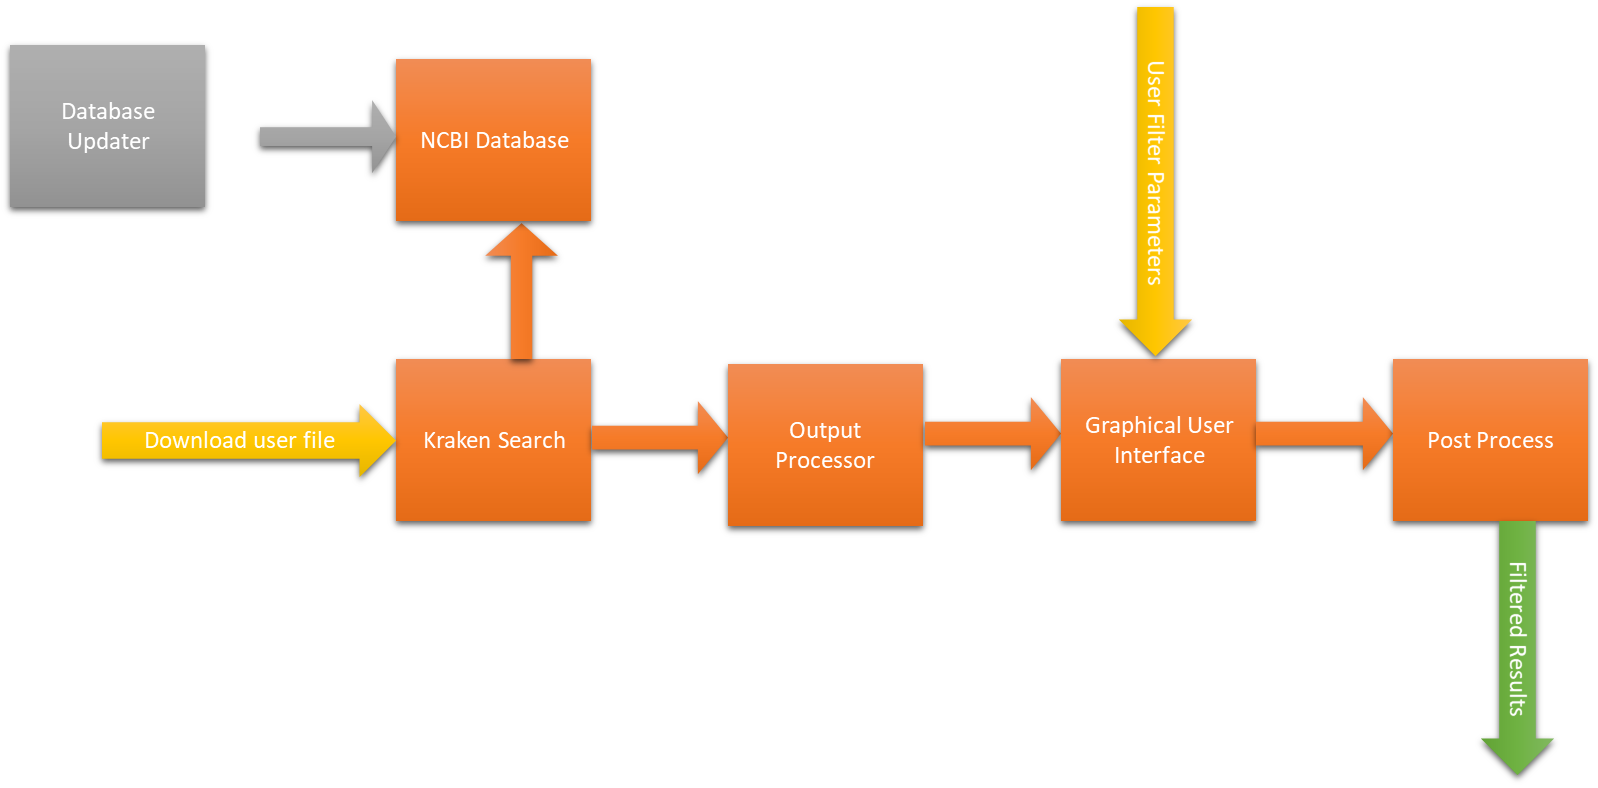 Database
Updater
NCBI Database
User Filter Parameters
Download user file
Kraken Search
Output
Processor
Graphical User
Interface
Post Process
Filtered Results